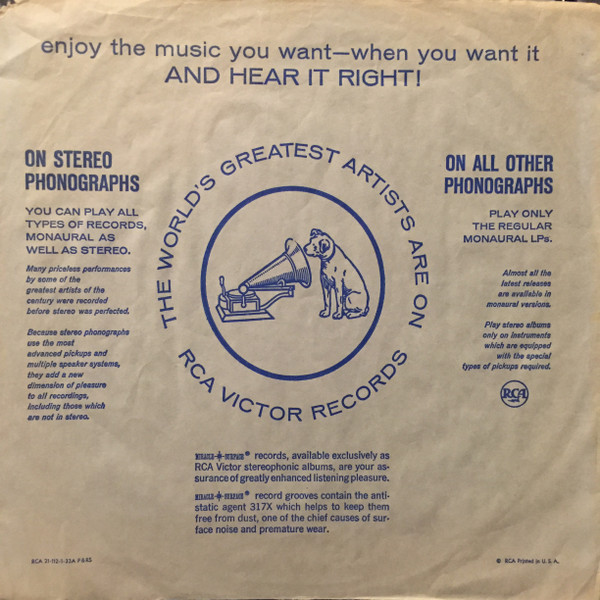 enjoy the music you want—when you want it
AND HEAR IT RIGHT!
ON STEREO
PHONOGRAPHS
YOU CAN PLAY ALL
TYPES OF RECORDS,
MONAURAL AS
WELL AS STEREO.
Many priceless performances
by some of the
greatest artists of the
century were recorded
before stereo was perfected.
Because stereo phonographs
use the most
advanced pickups and
multiple speaker systems,
they add a new
dimension of pleasure
to all recordings,
including those which
are not in stereo.
THE WORLD'S GREATEST ARTISTS ARE ON
RCA VICTOR RECORDS
ON ALL OTHER
PHONOGRAPHS
PLAY ONLY
THE REGULAR
MONAURAL LPs.
Almost all the
latest releases
are available in
monaural versions.
Play stereo albums
only on instruments
which are equipped
with the special
types of pickups required.
RCA
MIRACLE SURFACE® records, available exclusively as
RCA Victor stereophonic albums, are your as-
surance of greatly enhanced listening pleasure.
MIRACLE SURFACE® record grooves contain the anti-
static agent 317X which helps to keep them
free from dust, one of the chief causes of sur-
face noise and premature wear.
© RCA Printed in U. S. A.